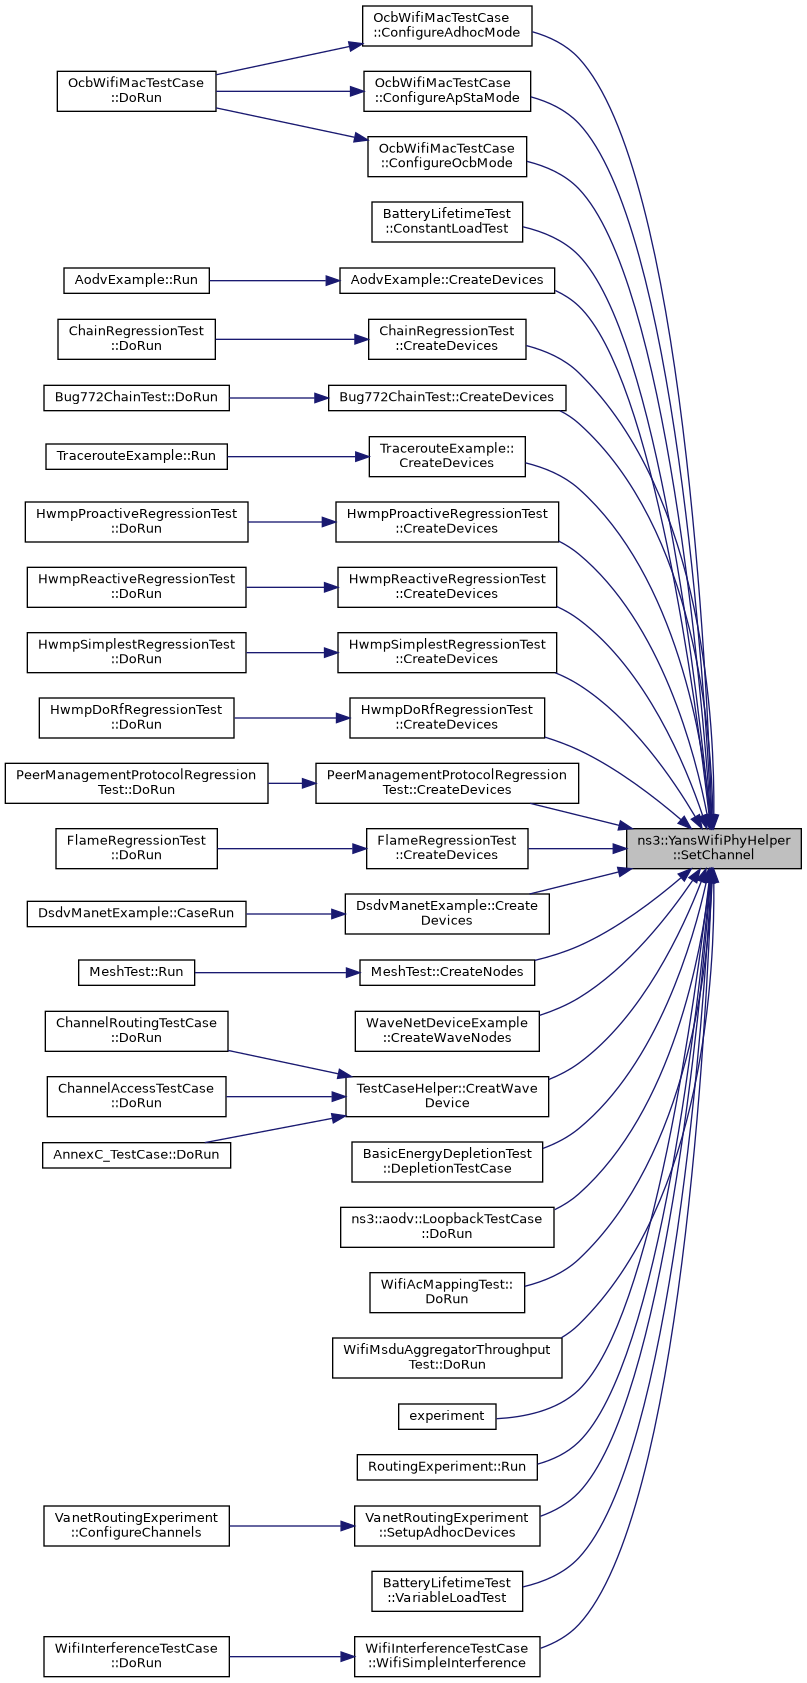 OcbWifiMacTestCase
::ConfigureAdhocMode
OcbWifiMacTestCase
::DoRun
OcbWifiMacTestCase
::ConfigureApStaMode
OcbWifiMacTestCase
::ConfigureOcbMode
BatteryLifetimeTest
::ConstantLoadTest
AodvExample::Run
AodvExample::CreateDevices
ChainRegressionTest
::DoRun
ChainRegressionTest
::CreateDevices
Bug772ChainTest::DoRun
Bug772ChainTest::CreateDevices
TracerouteExample::Run
TracerouteExample::
CreateDevices
HwmpProactiveRegressionTest
::DoRun
HwmpProactiveRegressionTest
::CreateDevices
HwmpReactiveRegressionTest
::DoRun
HwmpReactiveRegressionTest
::CreateDevices
HwmpSimplestRegressionTest
::DoRun
HwmpSimplestRegressionTest
::CreateDevices
HwmpDoRfRegressionTest
::DoRun
HwmpDoRfRegressionTest
::CreateDevices
PeerManagementProtocolRegression
Test::DoRun
PeerManagementProtocolRegression
Test::CreateDevices
FlameRegressionTest
::DoRun
FlameRegressionTest
::CreateDevices
ns3::YansWifiPhyHelper
::SetChannel
DsdvManetExample::CaseRun
DsdvManetExample::Create
Devices
MeshTest::Run
MeshTest::CreateNodes
WaveNetDeviceExample
::CreateWaveNodes
ChannelRoutingTestCase
::DoRun
ChannelAccessTestCase
::DoRun
TestCaseHelper::CreatWave
Device
AnnexC_TestCase::DoRun
BasicEnergyDepletionTest
::DepletionTestCase
ns3::aodv::LoopbackTestCase
::DoRun
WifiAcMappingTest::
DoRun
WifiMsduAggregatorThroughput
Test::DoRun
experiment
RoutingExperiment::Run
VanetRoutingExperiment
::ConfigureChannels
VanetRoutingExperiment
::SetupAdhocDevices
BatteryLifetimeTest
::VariableLoadTest
WifiInterferenceTestCase
::DoRun
WifiInterferenceTestCase
::WifiSimpleInterference